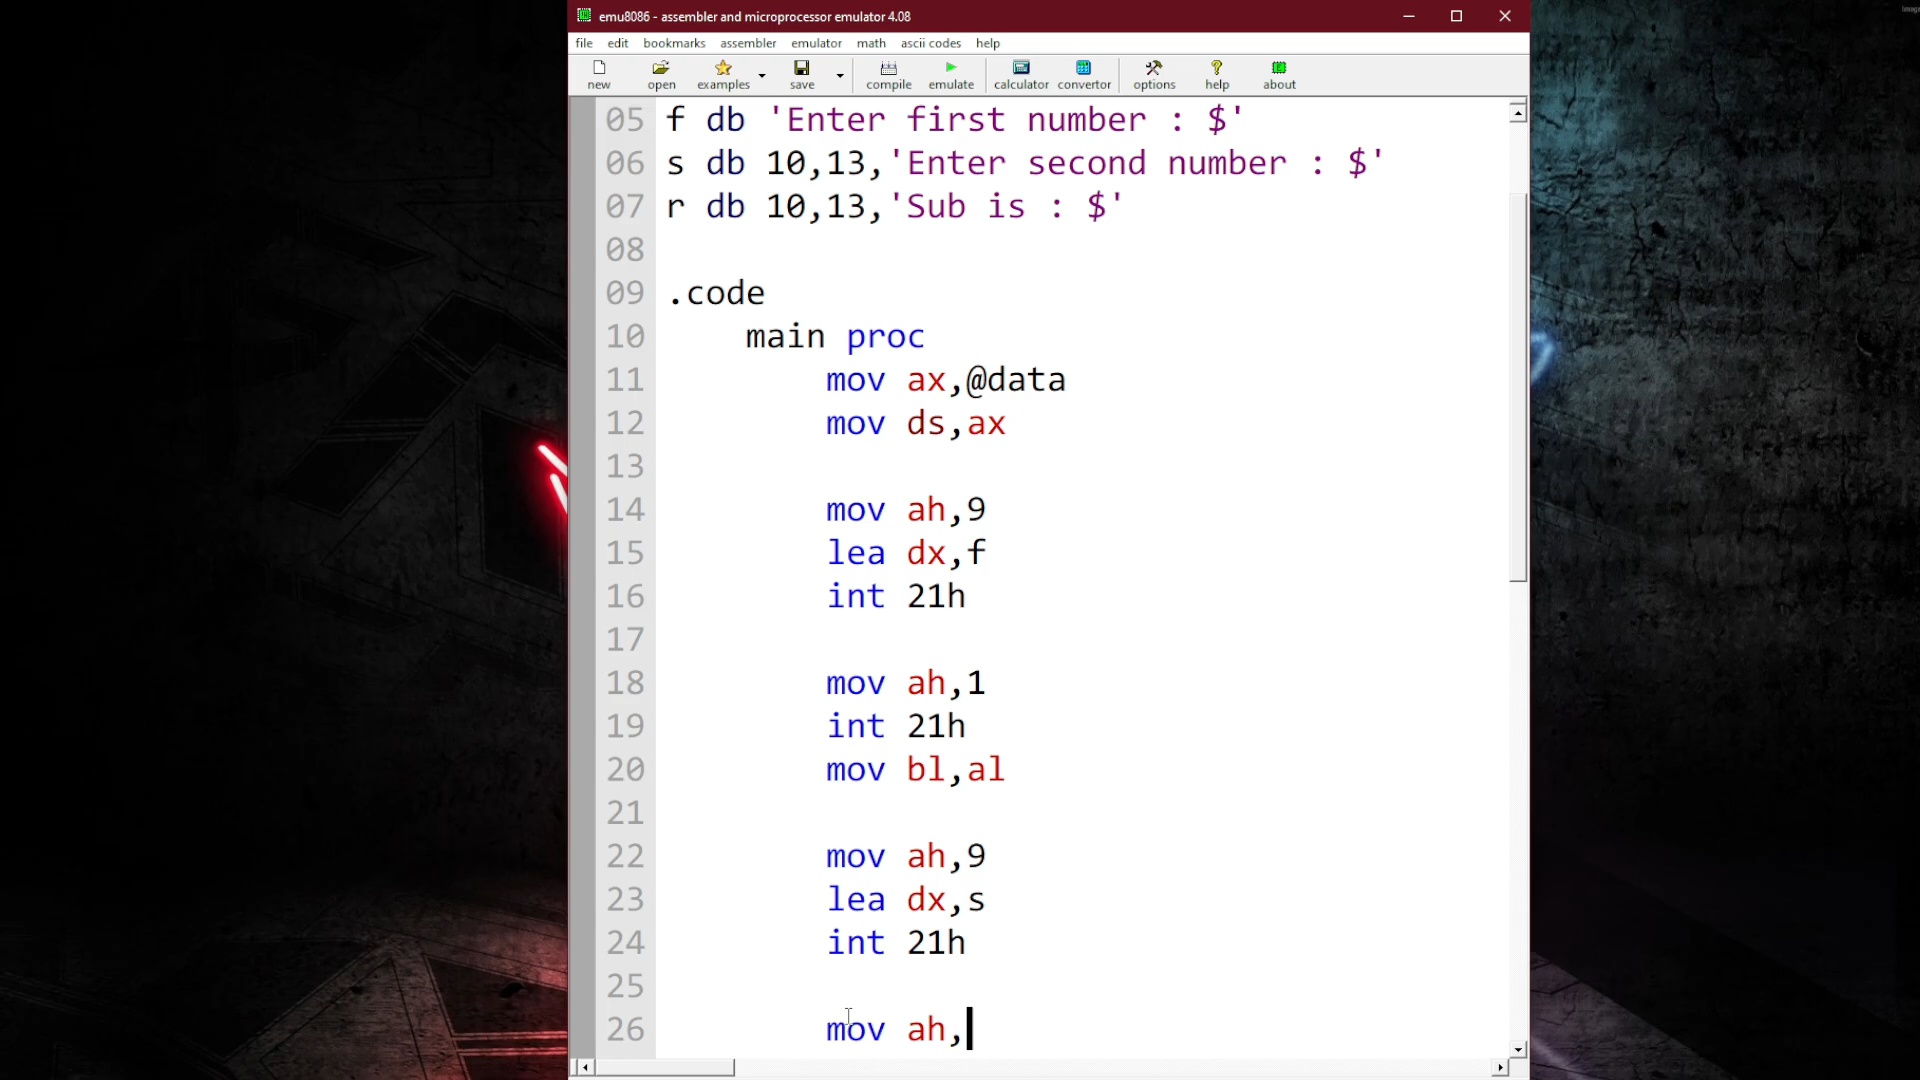 emu8086 - assembler and microprocessor emulator 4.08
file edit bookmarks assembler emulator math ascii codes help
new open examples save compile emulate calculator convertor options help about
05 f db 'Enter first number : $'
06 s db 10,13,'Enter second number : $'
07 r db 10,13,'Sub is : $'
08
09 .code
10 main proc
11 mov ax,@data
12 mov ds,ax
13
14 mov ah,9
15 lea dx,f
16 int 21h
17
18 mov ah,1
19 int 21h
20 mov bl,al
21
22 mov ah,9
23 lea dx,s
24 int 21h
25
26 mov ah,